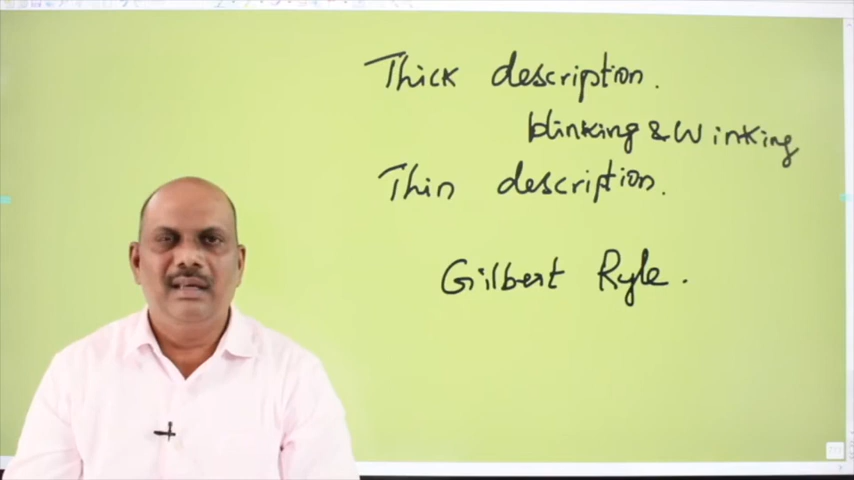 Thick description.
blinking & Winking
Thin description.
Gilbert Ryle.